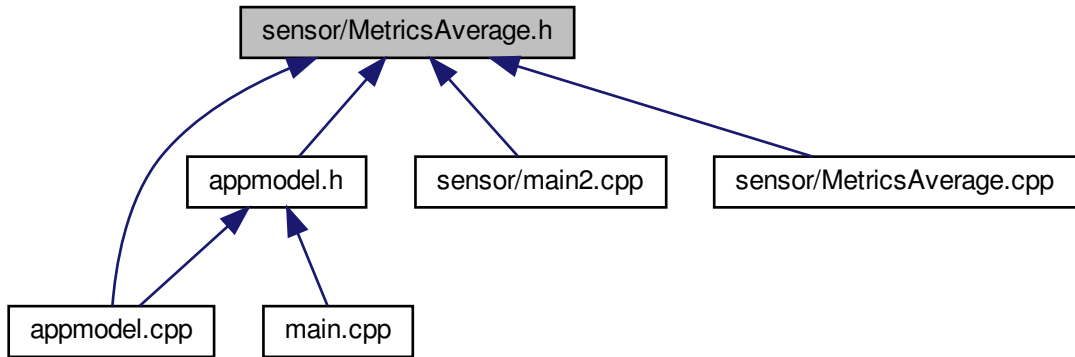 sensor/MetricsAverage.h
appmodel.h
sensor/main2.cpp
sensor/MetricsAverage.cpp
appmodel.cpp
main.cpp